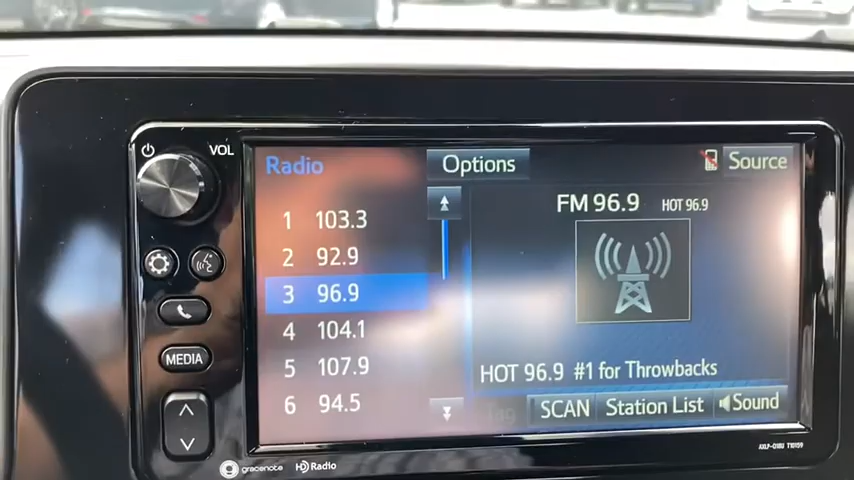 VOL
Radio
Options
Source
FM 96.9 HOT 96.9
1 103.3
2 92.9
3 96.9
4 104.1
5 107.9
6 94.5
HOT 96.9 #1 for Throwbacks
SCAN Station List Sound
MEDIA
gracenote HD Radio